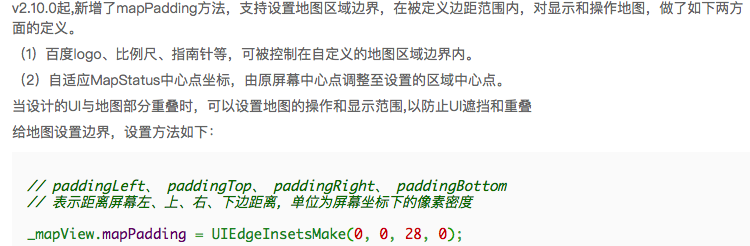 v2.10.0起,新增了mapPadding方法，支持设置地图区域边界，在被定义边距范围内，对显示和操作地图，做了如下两方
面的定义。
（1）百度logo、比例尺、指南针等，可被控制在自定义的地图区域边界内。
（2）自适应MapStatus中心点坐标，由原屏幕中心点调整至设置的区域中心点。
当设计的UI与地图部分重叠时，可以设置地图的操作和显示范围,以防止UI遮挡和重叠
给地图设置边界，设置方法如下：
// paddingLeft、 paddingTop、 paddingRight、 paddingBottom
// 表示距离屏幕左、上、右、下边距离，单位为屏幕坐标下的像素密度
_mapView.mapPadding = UIEdgeInsetsMake(0, 0, 28, 0);